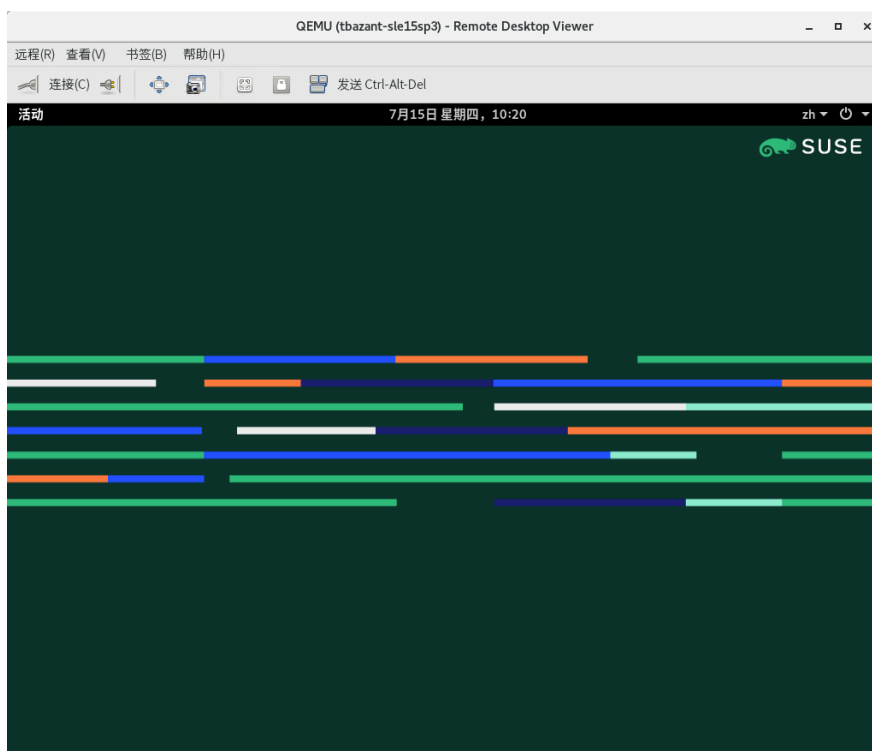 QEMU (tbazant-sle15sp3) - Remote Desktop Viewer
远程(R) 查看(V) 书签(B) 帮助(H)
连接(C) 发送 Ctrl-Alt-Del
活动 7月15日 星期四，10:20 zh
SUSE